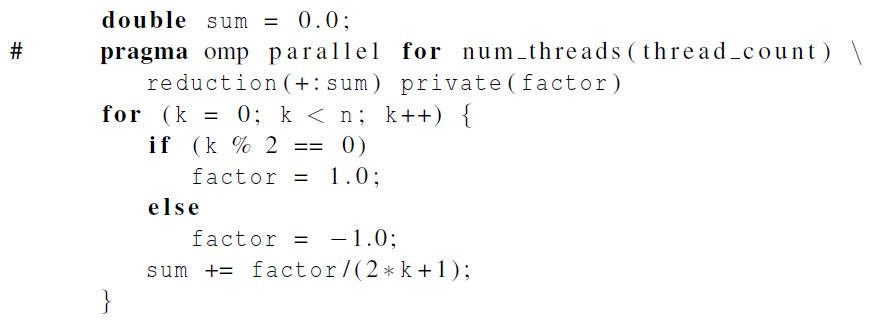 double sum = 0.0;
# pragma omp parallel for num_threads(thread_count) \
reduction(+:sum) private(factor)
for (k = 0; k < n; k++) {
if (k % 2 == 0)
factor = 1.0;
else
factor = -1.0;
sum += factor/(2*k+1);
}